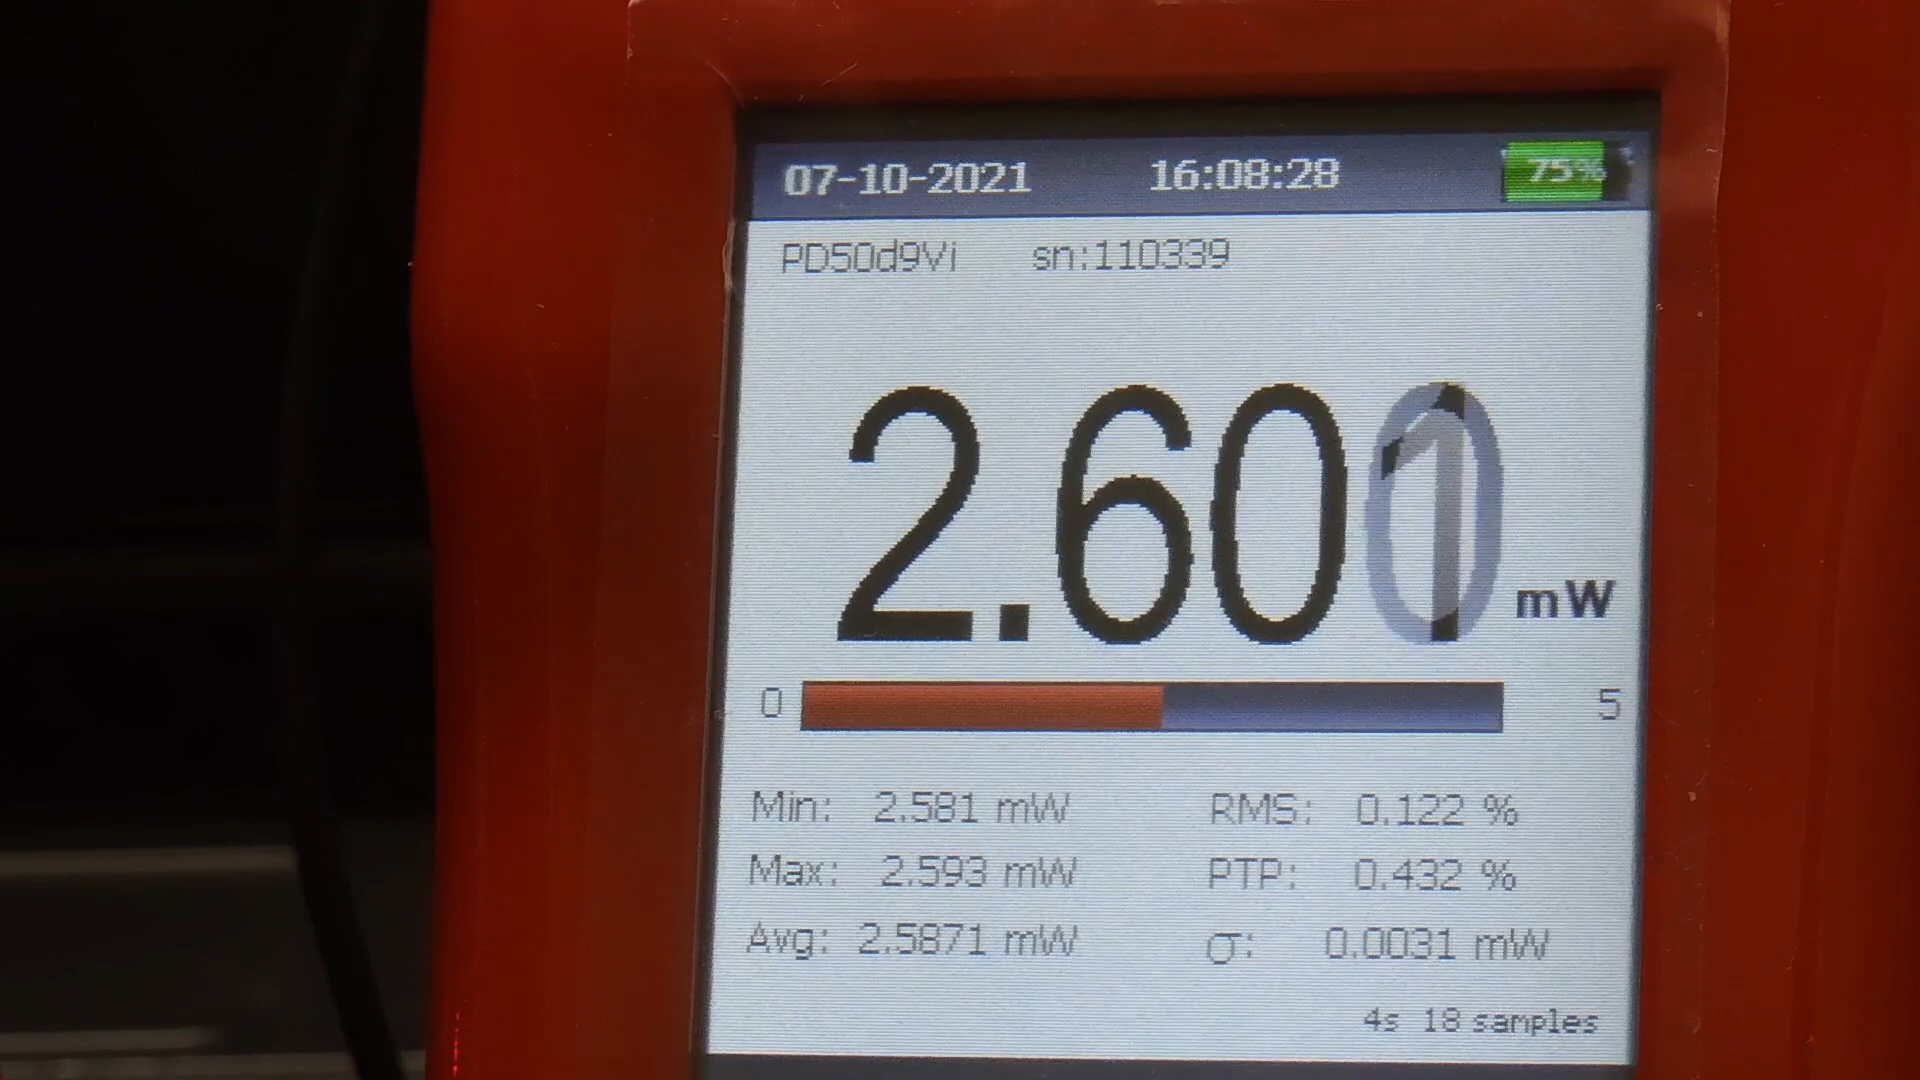 07-10-2021 16:08:28 75%
PD50d9Vi sn:110339
2.60 mW
0 5
Min: 2.581 mW RMS: 0.122 %
Max: 2.593 mW PTP: 0.432 %
Avg: 2.5871 mW σ: 0.0031 mW
4s 18 samples